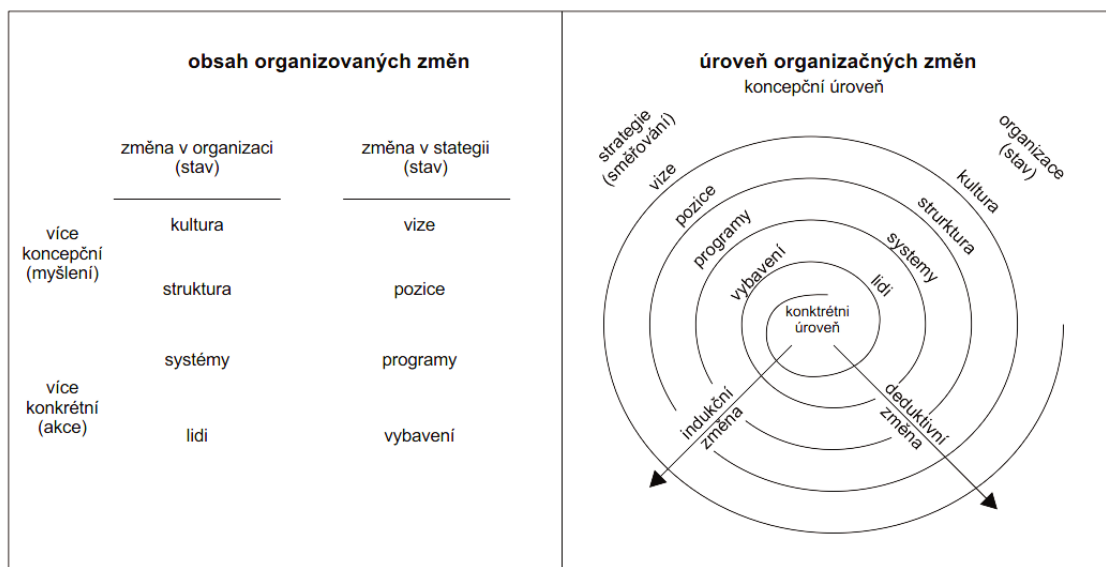 obsah organizovaných změn
změna v organizaci
(stav)
změna v stategii
(stav)
více
koncepční
(myšlení)
kultura
vize
struktura
pozice
více
konkrétní
(akce)
systémy
programy
lidi
vybavení
úroveň organizačných změn
koncepční úroveň
strategie
(směřování)
organizace
(stav)
vize
kultura
pozice
strurktura
programy
systemy
vybavení
lidi
konktrétni
úroveň
indukční
změna
deduktivní
změna